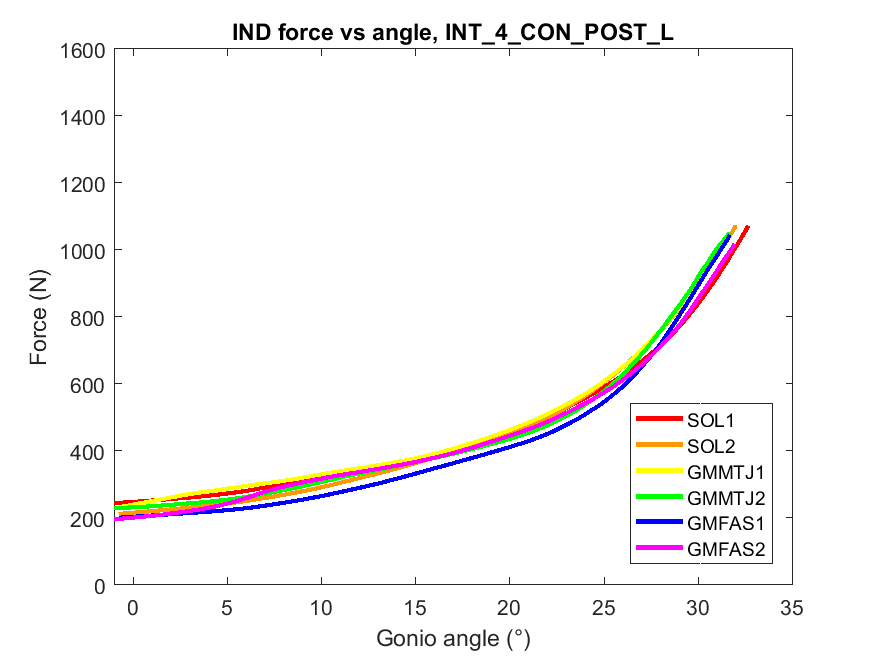 IND force vs angle, INT_4_CON_POST_L
1600
1400
1200
1000
800
600
400
200
0
Force (N)
0 5 10 15 20 25 30 35
Gonio angle (°)
SOL1
SOL2
GMMTJ1
GMMTJ2
GMFAS1
GMFAS2